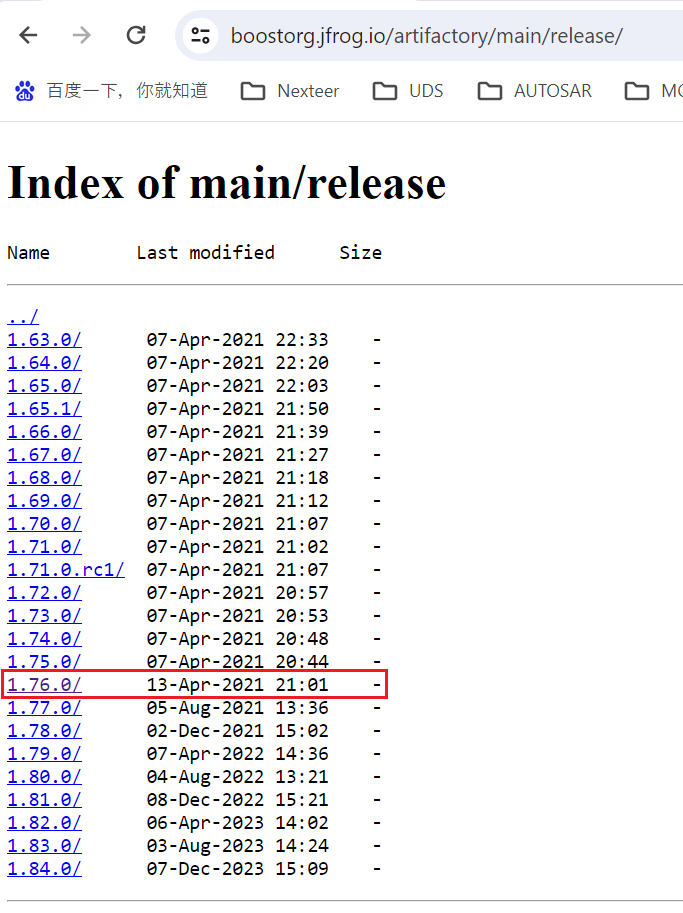 boostorg.jfrog.io/artifactory/main/release/
du 百度一下，你就知道 Nexteer UDS AUTOSAR
Index of main/release
Name Last modified Size
../
1.63.0/ 07-Apr-2021 22:33 -
1.64.0/ 07-Apr-2021 22:20 -
1.65.0/ 07-Apr-2021 22:03 -
1.65.1/ 07-Apr-2021 21:50 -
1.66.0/ 07-Apr-2021 21:39 -
1.67.0/ 07-Apr-2021 21:27 -
1.68.0/ 07-Apr-2021 21:18 -
1.69.0/ 07-Apr-2021 21:12 -
1.70.0/ 07-Apr-2021 21:07 -
1.71.0/ 07-Apr-2021 21:02 -
1.71.0.rc1/ 07-Apr-2021 21:07 -
1.72.0/ 07-Apr-2021 20:57 -
1.73.0/ 07-Apr-2021 20:53 -
1.74.0/ 07-Apr-2021 20:48 -
1.75.0/ 07-Apr-2021 20:44 -
1.76.0/ 13-Apr-2021 21:01 -
1.77.0/ 05-Aug-2021 13:36 -
1.78.0/ 02-Dec-2021 15:02 -
1.79.0/ 07-Apr-2022 14:36 -
1.80.0/ 04-Aug-2022 13:21 -
1.81.0/ 08-Dec-2022 15:21 -
1.82.0/ 06-Apr-2023 14:02 -
1.83.0/ 03-Aug-2023 14:24 -
1.84.0/ 07-Dec-2023 15:09 -